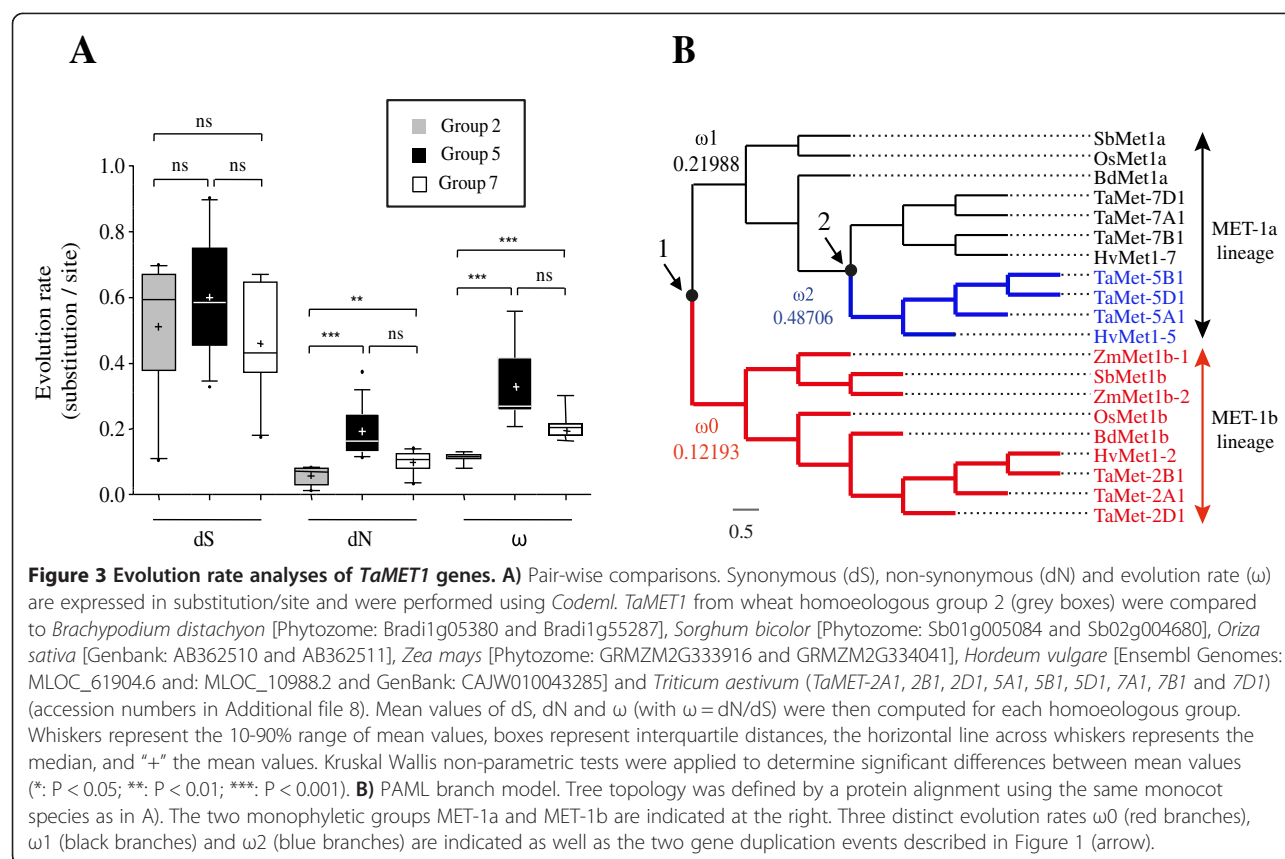 A
B
Group 2
Group 5
Group 7
ns
ns
ns
**
***
ns
***
***
ns
1.0
0.8
0.6
0.4
0.2
0.0
Evolution rate
(substitution / site)
dS
dN
ω
ω1
0.21988
1
2
ω2
0.48706
ω0
0.12193
0.5
SbMet1a
OsMet1a
BdMet1a
TaMet-7D1
TaMet-7A1
TaMet-7B1
HvMet1-7
TaMet-5B1
TaMet-5D1
TaMet-5A1
HvMet1-5
ZmMet1b-1
SbMet1b
ZmMet1b-2
OsMet1b
BdMet1b
HvMet1-2
TaMet-2B1
TaMet-2A1
TaMet-2D1
MET-1a
lineage
MET-1b
lineage
Figure 3 Evolution rate analyses of TaMET1 genes. A) Pair-wise comparisons. Synonymous (dS), non-synonymous (dN) and evolution rate (ω)
are expressed in substitution/site and were performed using Codeml. TaMET1 from wheat homoeologous group 2 (grey boxes) were compared
to Brachypodium distachyon [Phytozome: Bradi1g05380 and Bradi1g55287], Sorghum bicolor [Phytozome: Sb01g005084 and Sb02g004680], Oriza
sativa [Genbank: AB362510 and AB362511], Zea mays [Phytozome: GRMZM2G333916 and GRMZM2G334041], Hordeum vulgare [Ensembl Genomes:
MLOC_61904.6 and: MLOC_10988.2 and GenBank: CAJW010043285] and Triticum aestivum (TaMET-2A1, 2B1, 2D1, 5A1, 5B1, 5D1, 7A1, 7B1 and 7D1)
(accession numbers in Additional file 8). Mean values of dS, dN and ω (with ω = dN/dS) were then computed for each homoeologous group.
Whiskers represent the 10-90% range of mean values, boxes represent interquartile distances, the horizontal line across whiskers represents the
median, and “+” the mean values. Kruskal Wallis non-parametric tests were applied to determine significant differences between mean values
(*: P < 0.05; **: P < 0.01; ***: P < 0.001). B) PAML branch model. Tree topology was defined by a protein alignment using the same monocot
species as in A). The two monophyletic groups MET-1a and MET-1b are indicated at the right. Three distinct evolution rates ω0 (red branches),
ω1 (black branches) and ω2 (blue branches) are indicated as well as the two gene duplication events described in Figure 1 (arrow).